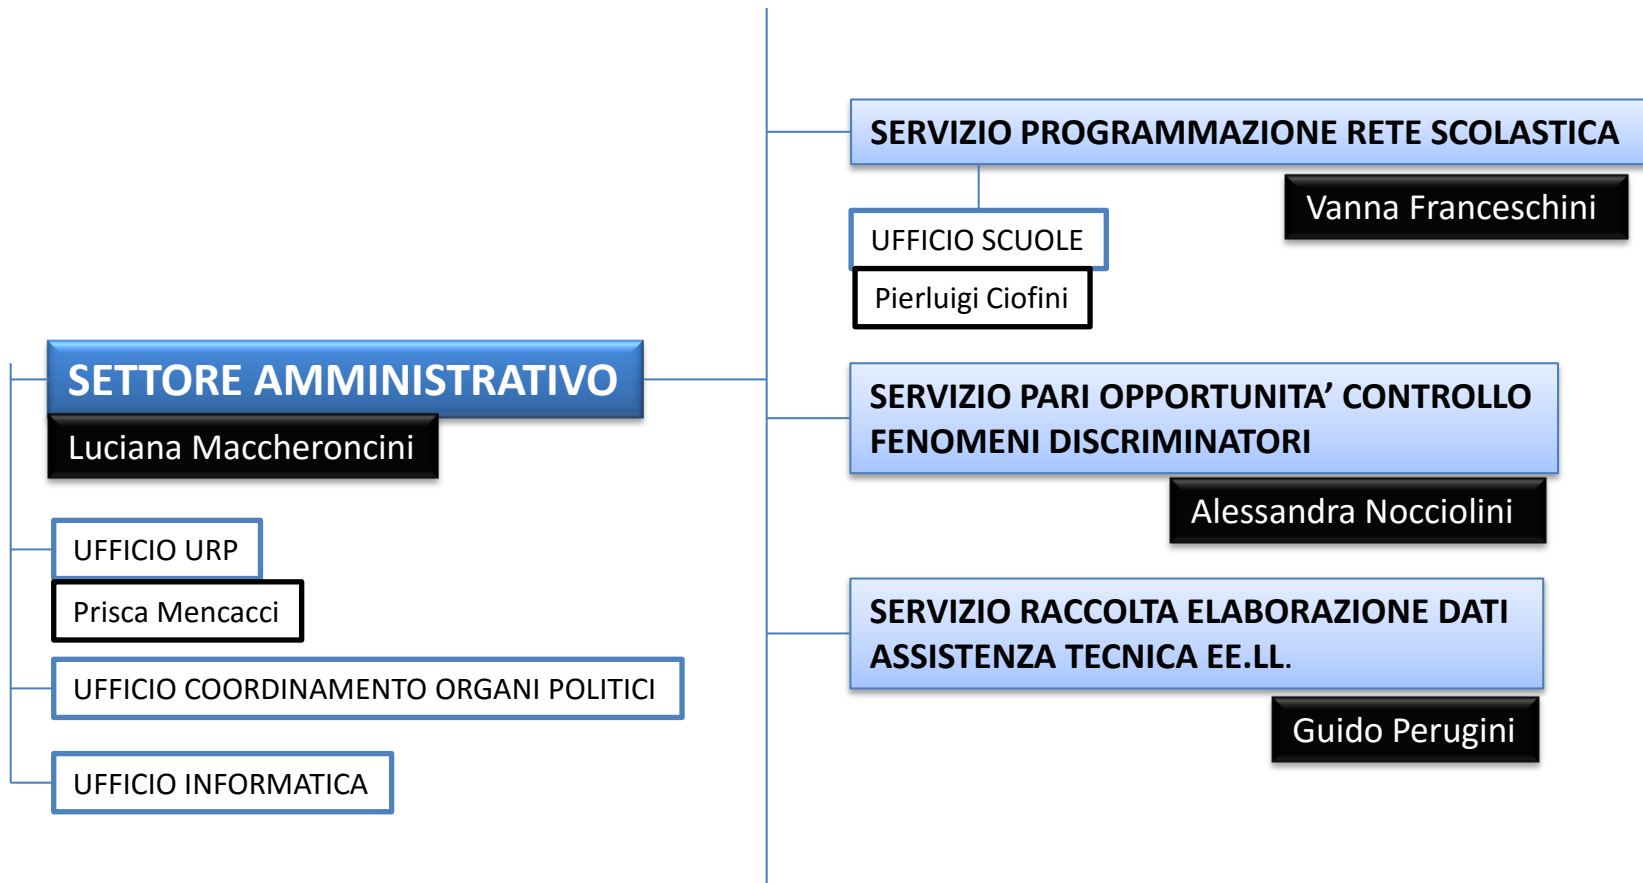 SETTORE AMMINISTRATIVO
Luciana Maccheroncini
UFFICIO URP
Prisca Mencacci
UFFICIO COORDINAMENTO ORGANI POLITICI
UFFICIO INFORMATICA
SERVIZIO PROGRAMMAZIONE RETE SCOLASTICA
Vanna Franceschini
UFFICIO SCUOLE
Pierluigi Ciofini
SERVIZIO PARI OPPORTUNITA’ CONTROLLO
FENOMENI DISCRIMINATORI
Alessandra Nocciolini
SERVIZIO RACCOLTA ELABORAZIONE DATI
ASSISTENZA TECNICA EE.LL.
Guido Perugini